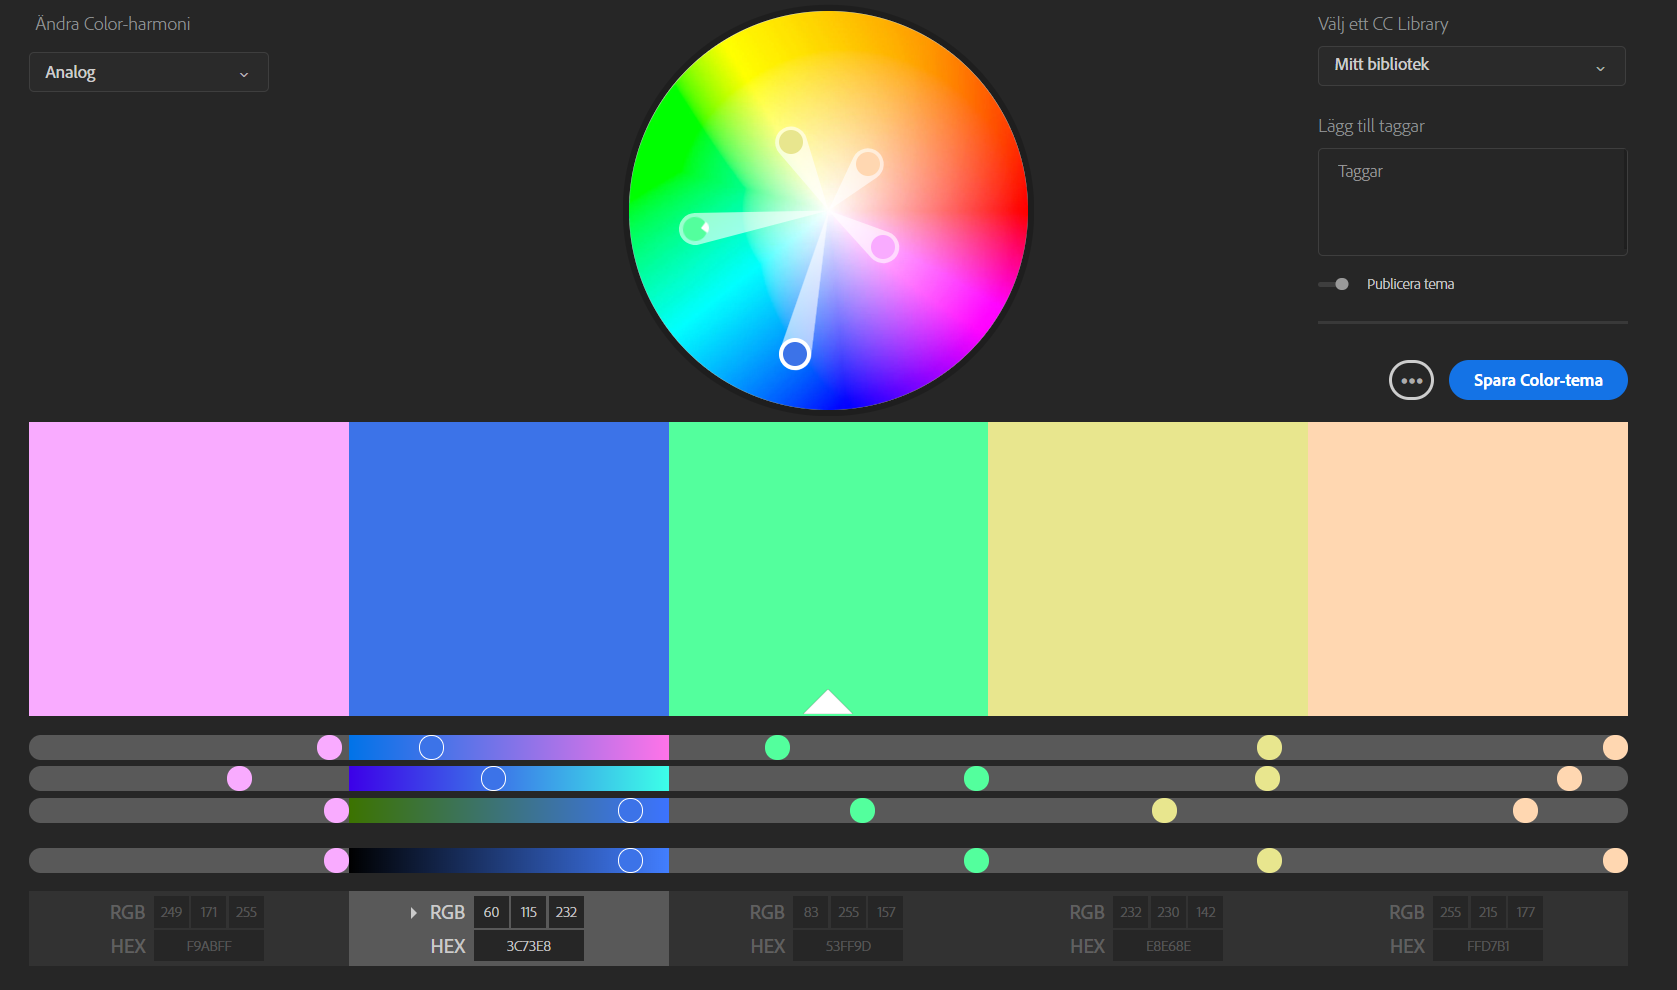 Ändra Color-harmoni
Analog
Välj ett CC Library
Mitt bibliotek
Lägg till taggar
Taggar
Publicera tema
Spara Color-tema
RGB 249 171 255
HEX F9ABFF
RGB 60 115 232
HEX 3C73E8
RGB 83 255 157
HEX 53FF9D
RGB 232 230 142
HEX E8E68E
RGB 255 215 177
HEX FFD7B1